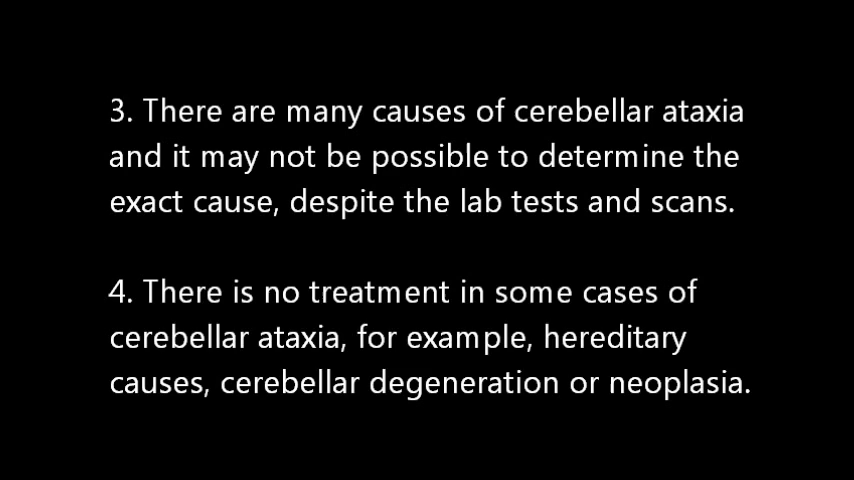 3. There are many causes of cerebellar ataxia
and it may not be possible to determine the
exact cause, despite the lab tests and scans.
4. There is no treatment in some cases of
cerebellar ataxia, for example, hereditary
causes, cerebellar degeneration or neoplasia.